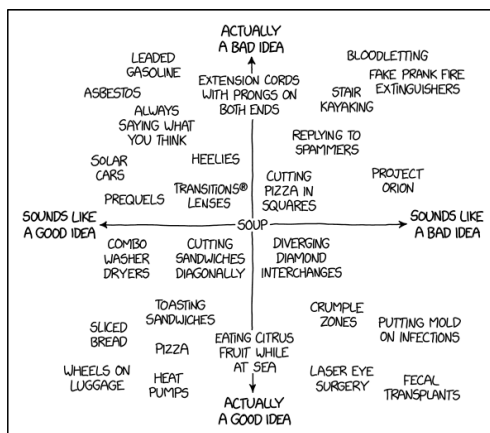 ACTUALLY
A BAD IDEA
LEADED
GASOLINE
BLOODLETTING
ASBESTOS
EXTENSION CORDS
WITH PRONGS ON
BOTH ENDS
FAKE PRANK FIRE
EXTINGUISHERS
STAIR
KAYAKING
ALWAYS
SAYING WHAT
YOU THINK
REPLYING TO
SPAMMERS
SOLAR
CARS
HEELIES
CUTTING
PIZZA IN
SQUARES
PROJECT
ORION
PREQUELS
TRANSITIONS®
LENSES
SOUNDS LIKE
A GOOD IDEA
SOUP
SOUNDS LIKE
A BAD IDEA
COMBO
WASHER
DRYERS
CUTTING
SANDWICHES
DIAGONALLY
DIVERGING
DIAMOND
INTERCHANGES
TOASTING
SANDWICHES
CRUMPLE
ZONES
SLICED
BREAD
PUTTING MOLD
ON INFECTIONS
PIZZA
EATING CITRUS
FRUIT WHILE
AT SEA
WHEELS ON
LUGGAGE
HEAT
PUMPS
LASER EYE
SURGERY
FECAL
TRANSPLANTS
ACTUALLY
A GOOD IDEA